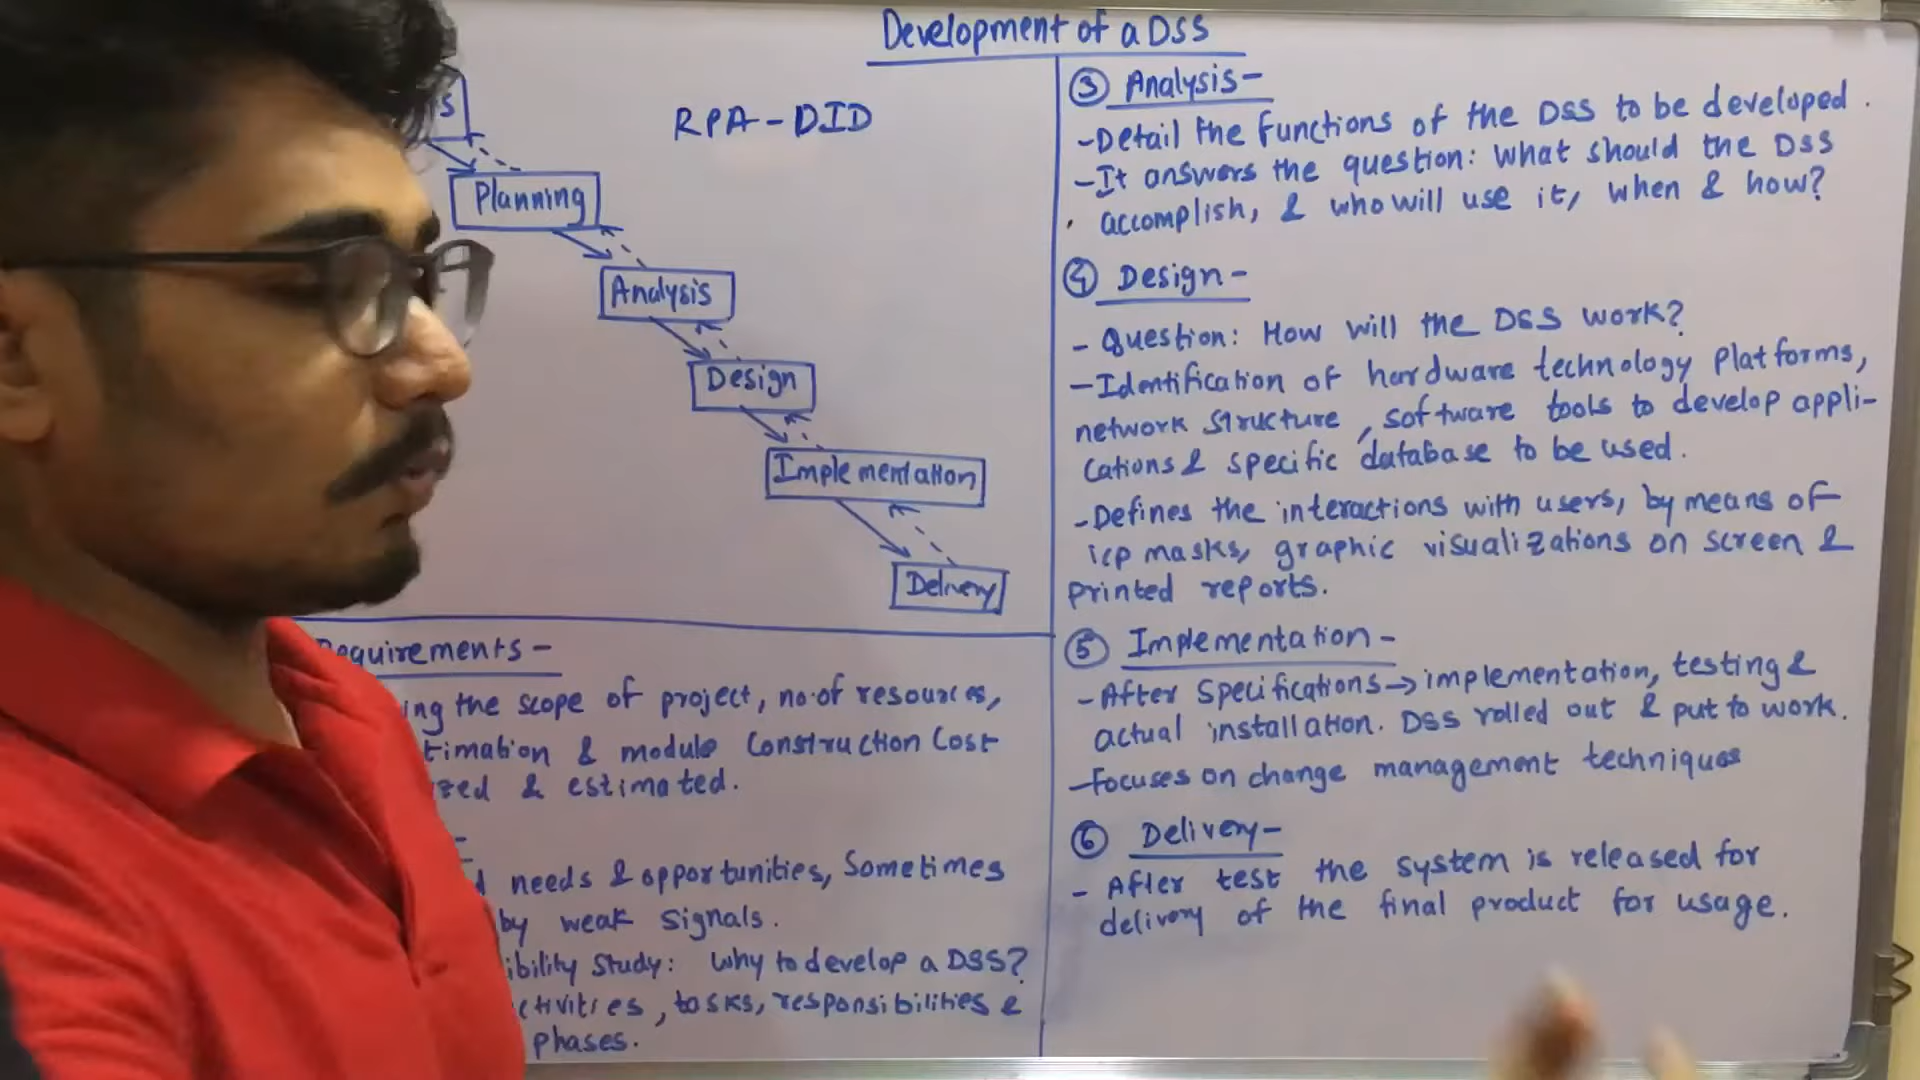 Development of a DSS
RPA-DID
Planning
Analysis
Design
Implementation
Delivery
Requirements -
the scope of project, no. of resources,
& module construction cost
& estimated.
needs & opportunities, sometimes
by weak signals.
study: why to develop a DSS?
, tasks, responsibilities &
phases.
③ Analysis -
- Detail the functions of the DSS to be developed.
- It answers the question: what should the DSS
accomplish, & who will use it, when & how?
④ Design -
- Question: How will the DSS work?
- Identification of hardware technology platforms,
network structure, software tools to develop appli-
cations & specific database to be used.
- Defines the interactions with users, by means of
icp masks, graphic visualizations on screen &
printed reports.
⑤ Implementation -
- After specifications → implementation, testing &
actual installation. DSS rolled out & put to work.
- Focuses on change management techniques
⑥ Delivery -
- After test the system is released for
delivery of the final product for usage.